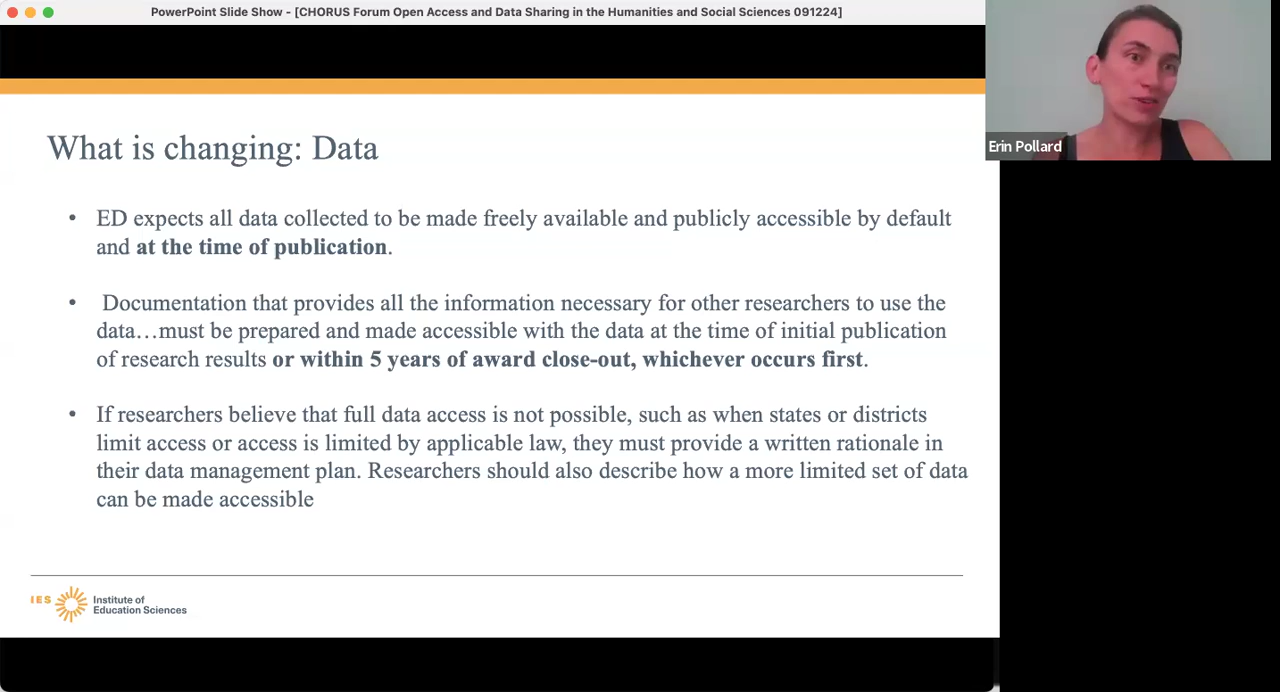 PowerPoint Slide Show - [CHORUS Forum Open Access and Data Sharing in the Humanities and Social Sciences 091224]
Erin Pollard
What is changing: Data
• ED expects all data collected to be made freely available and publicly accessible by default
and at the time of publication.
• Documentation that provides all the information necessary for other researchers to use the
data…must be prepared and made accessible with the data at the time of initial publication
of research results or within 5 years of award close-out, whichever occurs first.
• If researchers believe that full data access is not possible, such as when states or districts
limit access or access is limited by applicable law, they must provide a written rationale in
their data management plan. Researchers should also describe how a more limited set of data
can be made accessible
IES Institute of
Education Sciences